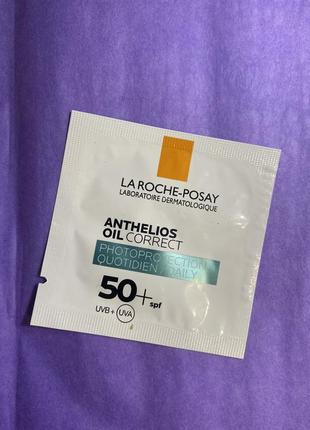 LA ROCHE-POSAY
LABORATOIRE DERMATOLOGIQUE
ANTHELIOS
OIL CORRECT
PHOTOPROTECTION
QUOTIDIEN DAILY
50+ spf
UVB + UVA